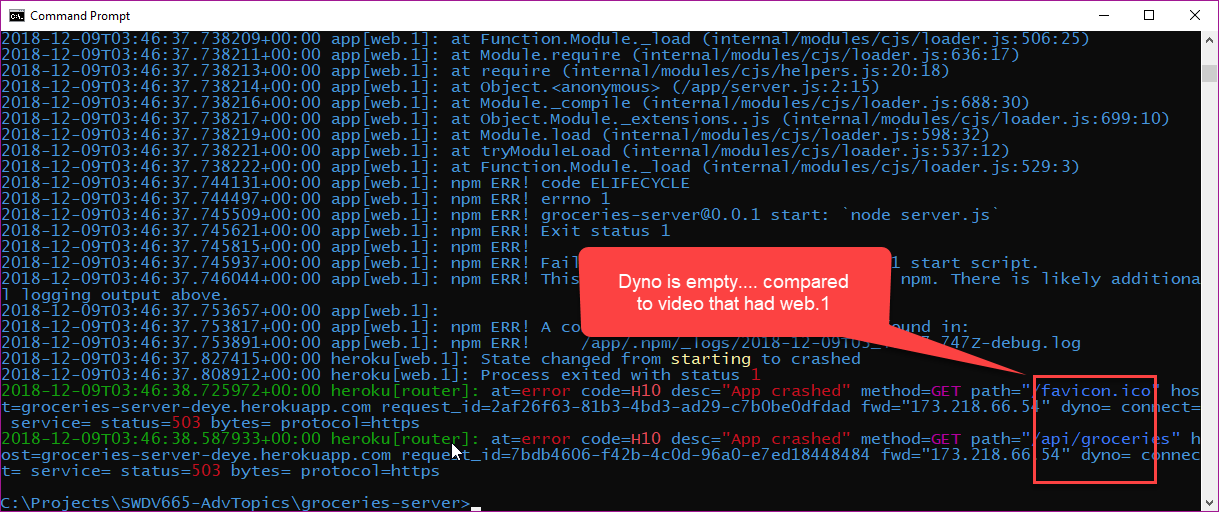 Command Prompt
2018-12-09T03:46:37.738209+00:00 app[web.1]: at Function.Module._load (internal/modules/cjs/loader.js:506:25)
2018-12-09T03:46:37.738211+00:00 app[web.1]: at Module.require (internal/modules/cjs/loader.js:636:17)
2018-12-09T03:46:37.738213+00:00 app[web.1]: at require (internal/modules/cjs/helpers.js:20:18)
2018-12-09T03:46:37.738214+00:00 app[web.1]: at Object.<anonymous> (/app/server.js:2:15)
2018-12-09T03:46:37.738216+00:00 app[web.1]: at Module._compile (internal/modules/cjs/loader.js:688:30)
2018-12-09T03:46:37.738217+00:00 app[web.1]: at Object.Module._extensions..js (internal/modules/cjs/loader.js:699:10)
2018-12-09T03:46:37.738219+00:00 app[web.1]: at Module.load (internal/modules/cjs/loader.js:598:32)
2018-12-09T03:46:37.738221+00:00 app[web.1]: at tryModuleLoad (internal/modules/cjs/loader.js:537:12)
2018-12-09T03:46:37.738222+00:00 app[web.1]: at Function.Module._load (internal/modules/cjs/loader.js:529:3)
2018-12-09T03:46:37.744131+00:00 app[web.1]: npm ERR! code ELIFECYCLE
2018-12-09T03:46:37.744497+00:00 app[web.1]: npm ERR! errno 1
2018-12-09T03:46:37.745509+00:00 app[web.1]: npm ERR! groceries-server@0.0.1 start: `node server.js`
2018-12-09T03:46:37.745621+00:00 app[web.1]: npm ERR! Exit status 1
2018-12-09T03:46:37.745815+00:00 app[web.1]: npm ERR!
2018-12-09T03:46:37.745937+00:00 app[web.1]: npm ERR! Fail 1 start script.
2018-12-09T03:46:37.746044+00:00 app[web.1]: npm ERR! This npm. There is likely additiona
l logging output above.
2018-12-09T03:46:37.753657+00:00 app[web.1]:
2018-12-09T03:46:37.753817+00:00 app[web.1]: npm ERR! A co ound in:
2018-12-09T03:46:37.753891+00:00 app[web.1]: npm ERR! /app/.npm/_logs/2018-12-09T03_ 747Z-debug.log
2018-12-09T03:46:37.827415+00:00 heroku[web.1]: State changed from starting to crashed
2018-12-09T03:46:37.808912+00:00 heroku[web.1]: Process exited with status 1
2018-12-09T03:46:38.725972+00:00 heroku[router]: at=error code=H10 desc="App crashed" method=GET path="/favicon.ico" hos
t=groceries-server-deye.herokuapp.com request_id=2af26f63-81b3-4bd3-ad29-c7b0be0dfdad fwd="173.218.66.54" dyno= connect=
service= status=503 bytes= protocol=https
2018-12-09T03:46:38.587933+00:00 heroku[router]: at=error code=H10 desc="App crashed" method=GET path="/api/groceries" h
ost=groceries-server-deye.herokuapp.com request_id=7bdb4606-f42b-4c0d-96a0-e7ed18448484 fwd="173.218.66.54" dyno= connec
t= service= status=503 bytes= protocol=https
C:\Projects\SWDV665-AdvTopics\groceries-server>
Dyno is empty.... compared
to video that had web.1